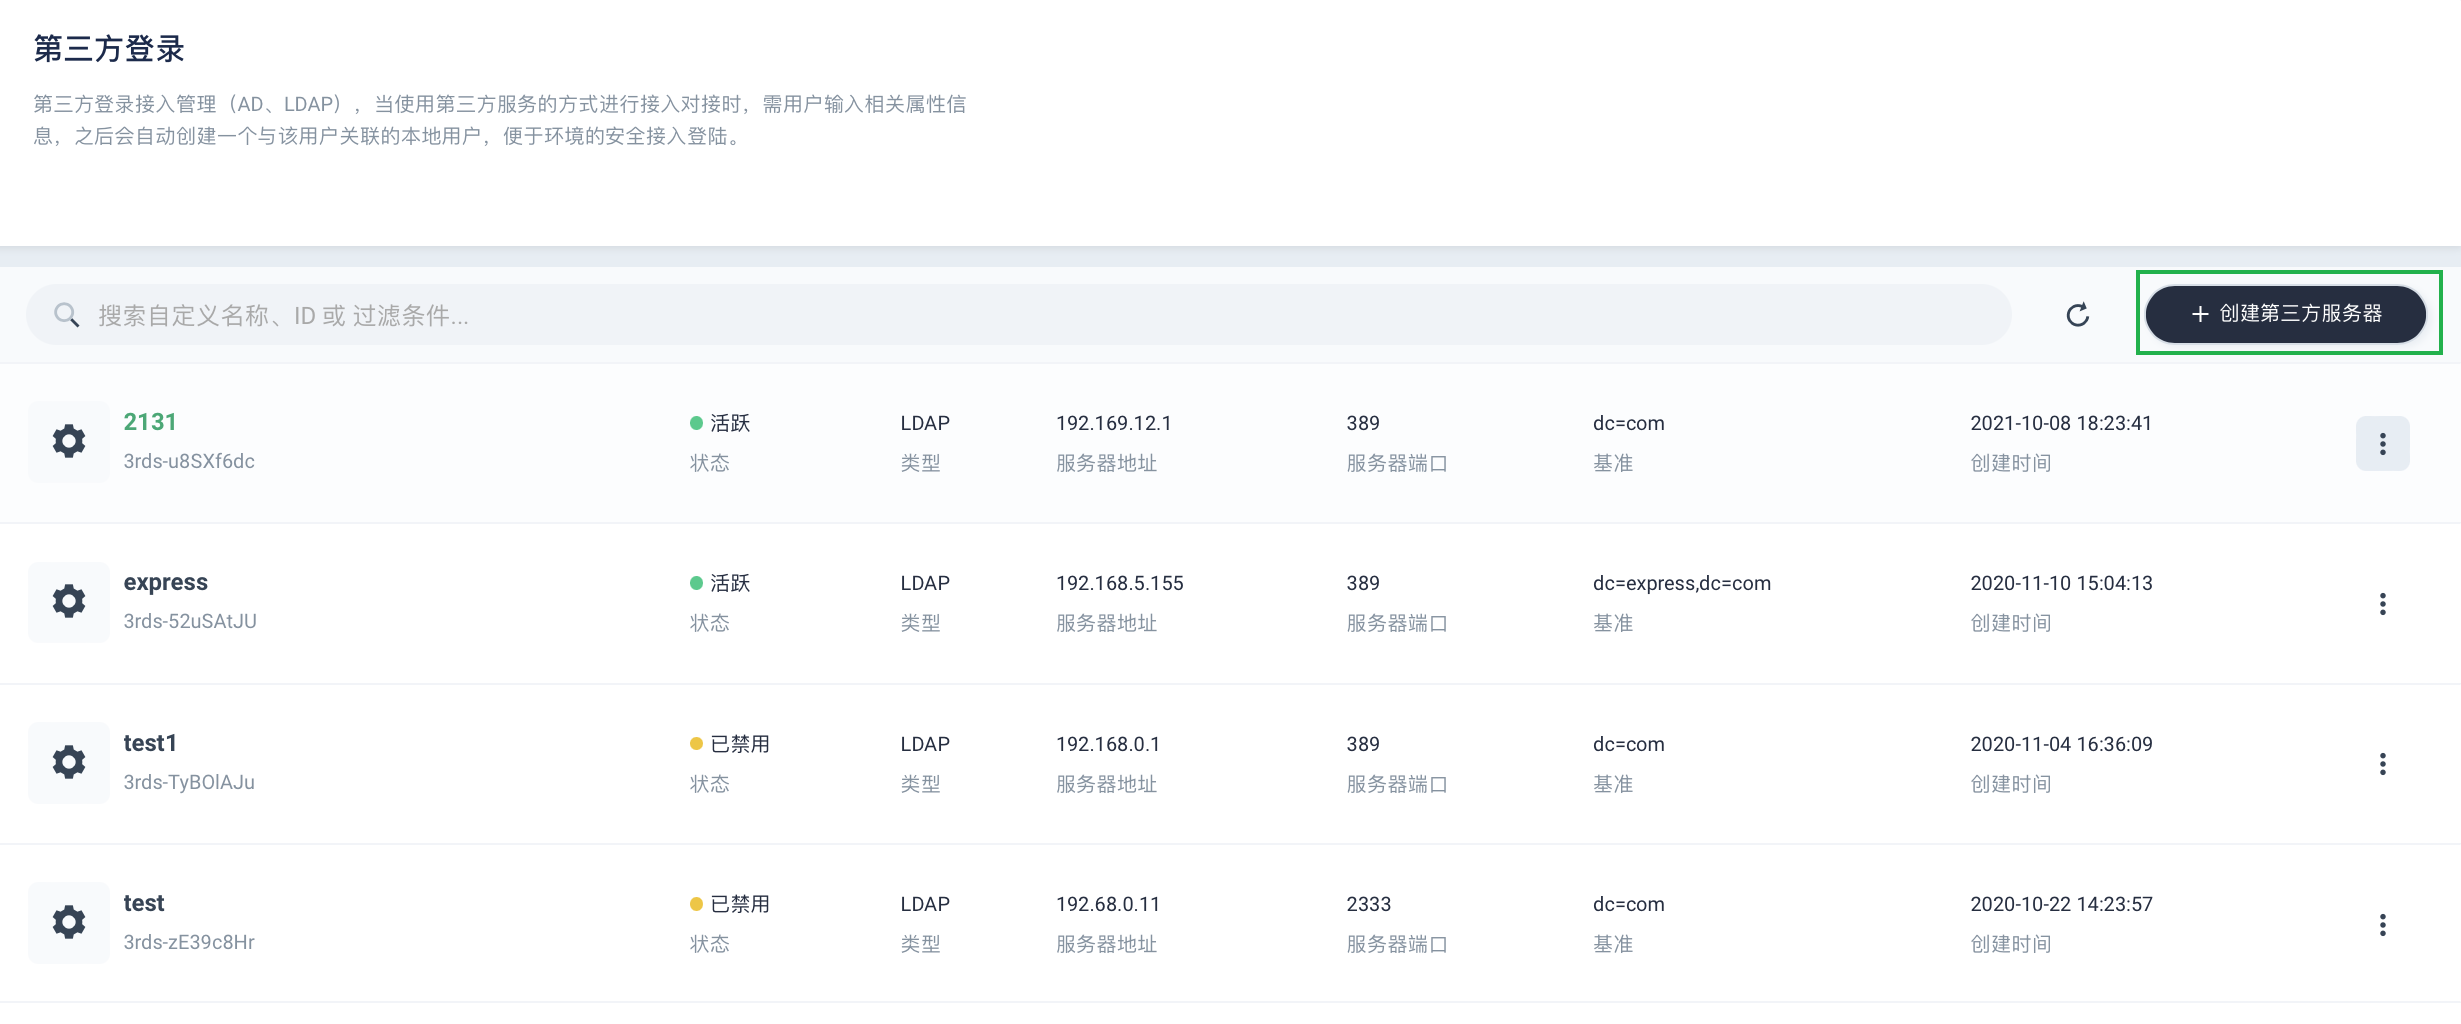 第三方登录
第三方登录接入管理（AD、LDAP），当使用第三方服务的方式进行接入对接时，需用户输入相关属性信
息，之后会自动创建一个与该用户关联的本地用户，便于环境的安全接入登陆。
搜索自定义名称、ID 或 过滤条件...
+ 创建第三方服务器
2131 活跃 LDAP 192.169.12.1 389 dc=com 2021-10-08 18:23:41
3rds-u8SXf6dc 状态 类型 服务器地址 服务器端口 基准 创建时间
express 活跃 LDAP 192.168.5.155 389 dc=express,dc=com 2020-11-10 15:04:13
3rds-52uSAtJU 状态 类型 服务器地址 服务器端口 基准 创建时间
test1 已禁用 LDAP 192.168.0.1 389 dc=com 2020-11-04 16:36:09
3rds-TyBOlAJu 状态 类型 服务器地址 服务器端口 基准 创建时间
test 已禁用 LDAP 192.68.0.11 2333 dc=com 2020-10-22 14:23:57
3rds-zE39c8Hr 状态 类型 服务器地址 服务器端口 基准 创建时间